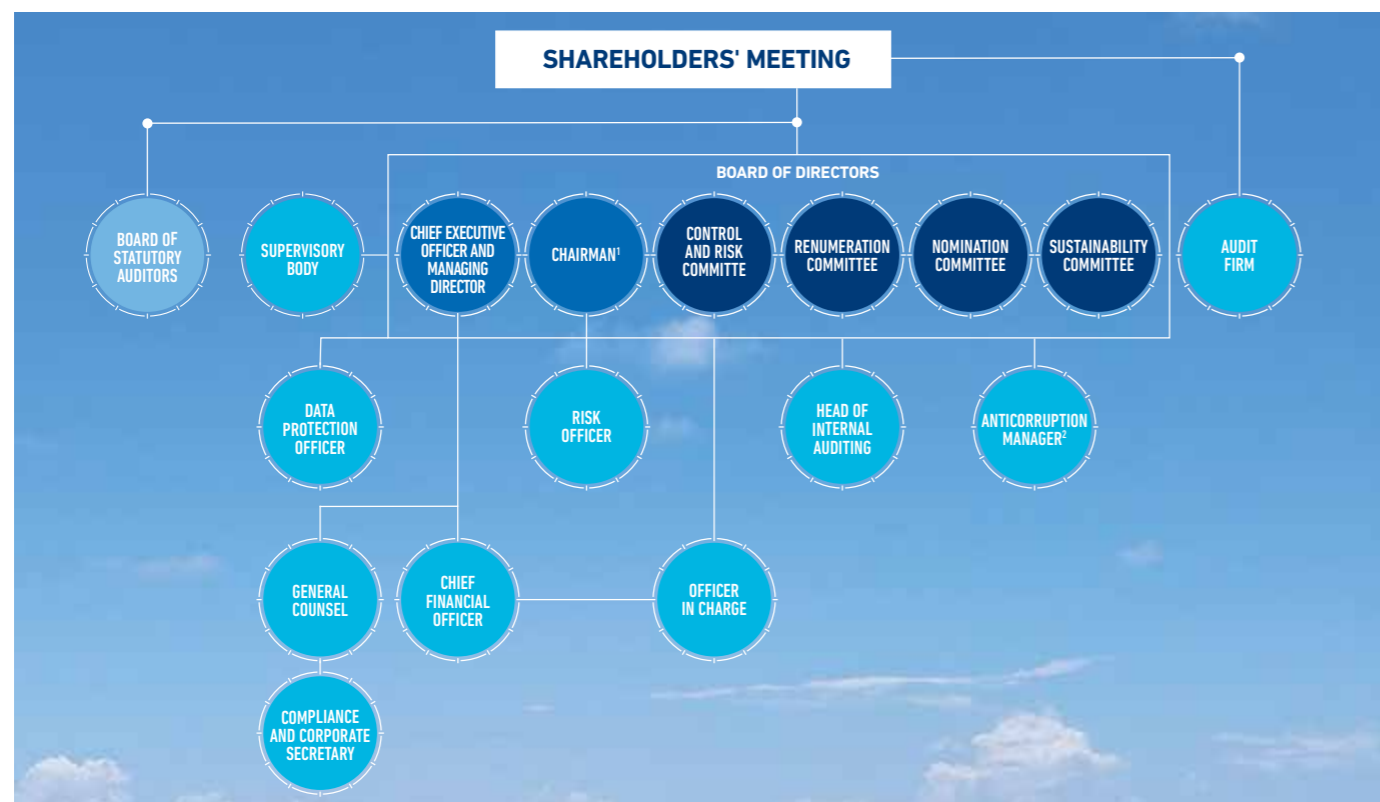 SHAREHOLDERS' MEETING
BOARD OF DIRECTORS
BOARD OF
STATUTORY
AUDITORS
SUPERVISORY
BODY
CHIEF EXECUTIVE
OFFICER AND
MANAGING
DIRECTOR
CHAIRMAN¹
CONTROL
AND RISK
COMMITTE
RENUMERATION
COMMITTEE
NOMINATION
COMMITTEE
SUSTAINABILITY
COMMITTEE
AUDIT
FIRM
DATA
PROTECTION
OFFICER
RISK
OFFICER
HEAD OF
INTERNAL
AUDITING
ANTICORRUPTION
MANAGER²
GENERAL
COUNSEL
CHIEF
FINANCIAL
OFFICER
OFFICER
IN CHARGE
COMPLIANCE
AND CORPORATE
SECRETARY